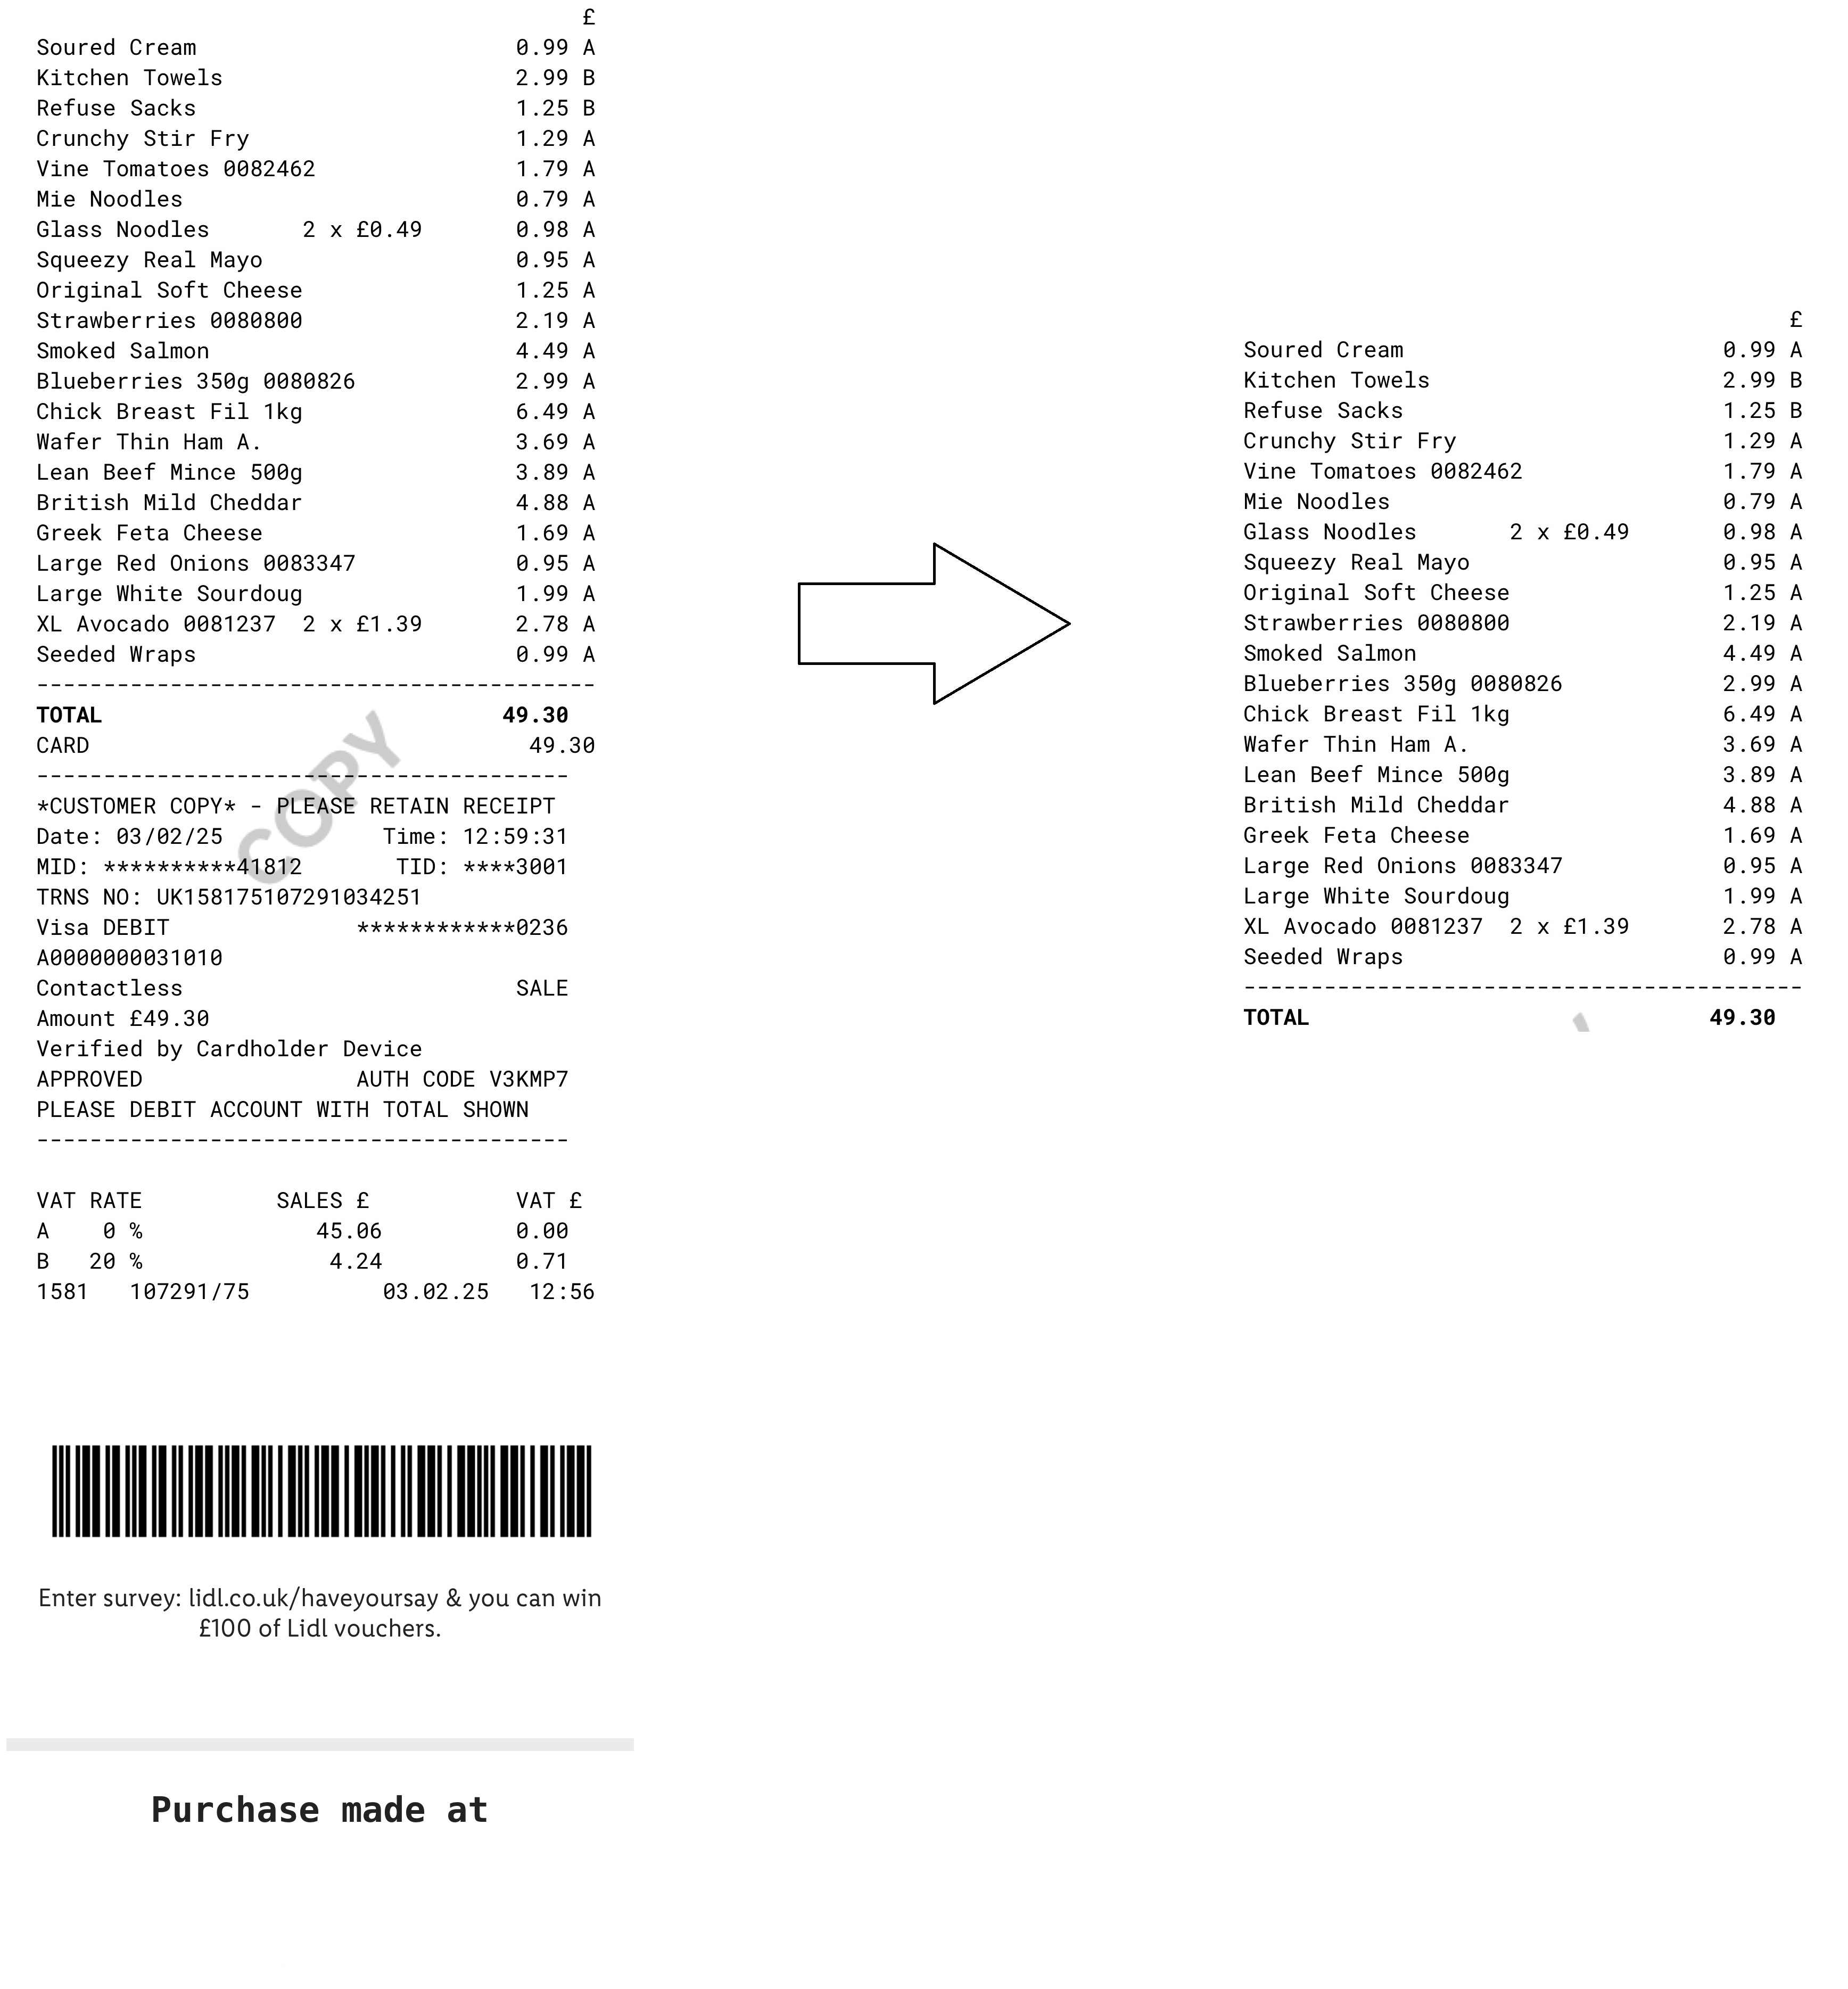 £
Soured Cream 0.99 A
Kitchen Towels 2.99 B
Refuse Sacks 1.25 B
Crunchy Stir Fry 1.29 A
Vine Tomatoes 0082462 1.79 A
Mie Noodles 0.79 A
Glass Noodles 2 x £0.49 0.98 A
Squeezy Real Mayo 0.95 A
Original Soft Cheese 1.25 A
Strawberries 0080800 2.19 A
Smoked Salmon 4.49 A
Blueberries 350g 0080826 2.99 A
Chick Breast Fil 1kg 6.49 A
Wafer Thin Ham A. 3.69 A
Lean Beef Mince 500g 3.89 A
British Mild Cheddar 4.88 A
Greek Feta Cheese 1.69 A
Large Red Onions 0083347 0.95 A
Large White Sourdoug 1.99 A
XL Avocado 0081237 2 x £1.39 2.78 A
Seeded Wraps 0.99 A
------------------------------------------
TOTAL 49.30
CARD 49.30
----------------------------------------
COPY
*CUSTOMER COPY* - PLEASE RETAIN RECEIPT
Date: 03/02/25 Time: 12:59:31
MID: **********41812 TID: ****3001
TRNS NO: UK158175107291034251
Visa DEBIT ************0236
A0000000031010
Contactless SALE
Amount £49.30
Verified by Cardholder Device
APPROVED AUTH CODE V3KMP7
PLEASE DEBIT ACCOUNT WITH TOTAL SHOWN
----------------------------------------
VAT RATE SALES £ VAT £
A 0 % 45.06 0.00
B 20 % 4.24 0.71
1581 107291/75 03.02.25 12:56
Enter survey: lidl.co.uk/haveyoursay & you can win
£100 of Lidl vouchers.
Purchase made at
£
Soured Cream 0.99 A
Kitchen Towels 2.99 B
Refuse Sacks 1.25 B
Crunchy Stir Fry 1.29 A
Vine Tomatoes 0082462 1.79 A
Mie Noodles 0.79 A
Glass Noodles 2 x £0.49 0.98 A
Squeezy Real Mayo 0.95 A
Original Soft Cheese 1.25 A
Strawberries 0080800 2.19 A
Smoked Salmon 4.49 A
Blueberries 350g 0080826 2.99 A
Chick Breast Fil 1kg 6.49 A
Wafer Thin Ham A. 3.69 A
Lean Beef Mince 500g 3.89 A
British Mild Cheddar 4.88 A
Greek Feta Cheese 1.69 A
Large Red Onions 0083347 0.95 A
Large White Sourdoug 1.99 A
XL Avocado 0081237 2 x £1.39 2.78 A
Seeded Wraps 0.99 A
------------------------------------------
TOTAL 49.30